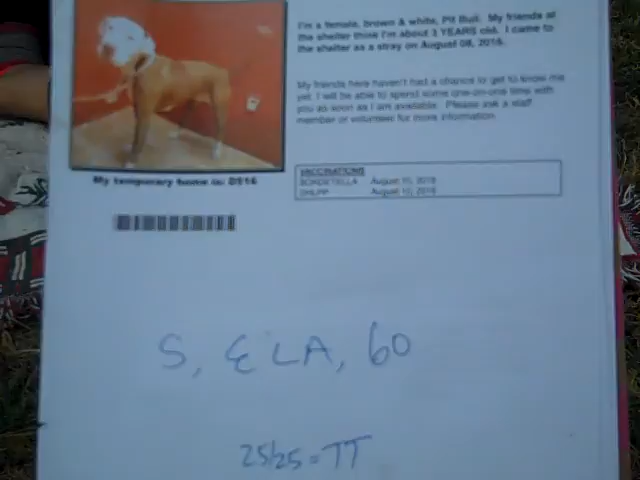 I'm a female, brown & white, Pit Bull. My friends at
the shelter think I'm about 3 YEARS old. I came to
the shelter as a stray on August 08, 2016.
My friends here haven't had a chance to get to know me
yet. I will be able to spend some one-on-one time with
you as soon as I am available. Please ask a staff
member or volunteer for more information.
My temporary home is: D516
VACCINATIONS
BORDETELLA August 10, 2016
DHLPP August 10, 2016
S, & LA, 60
25/25 = TT